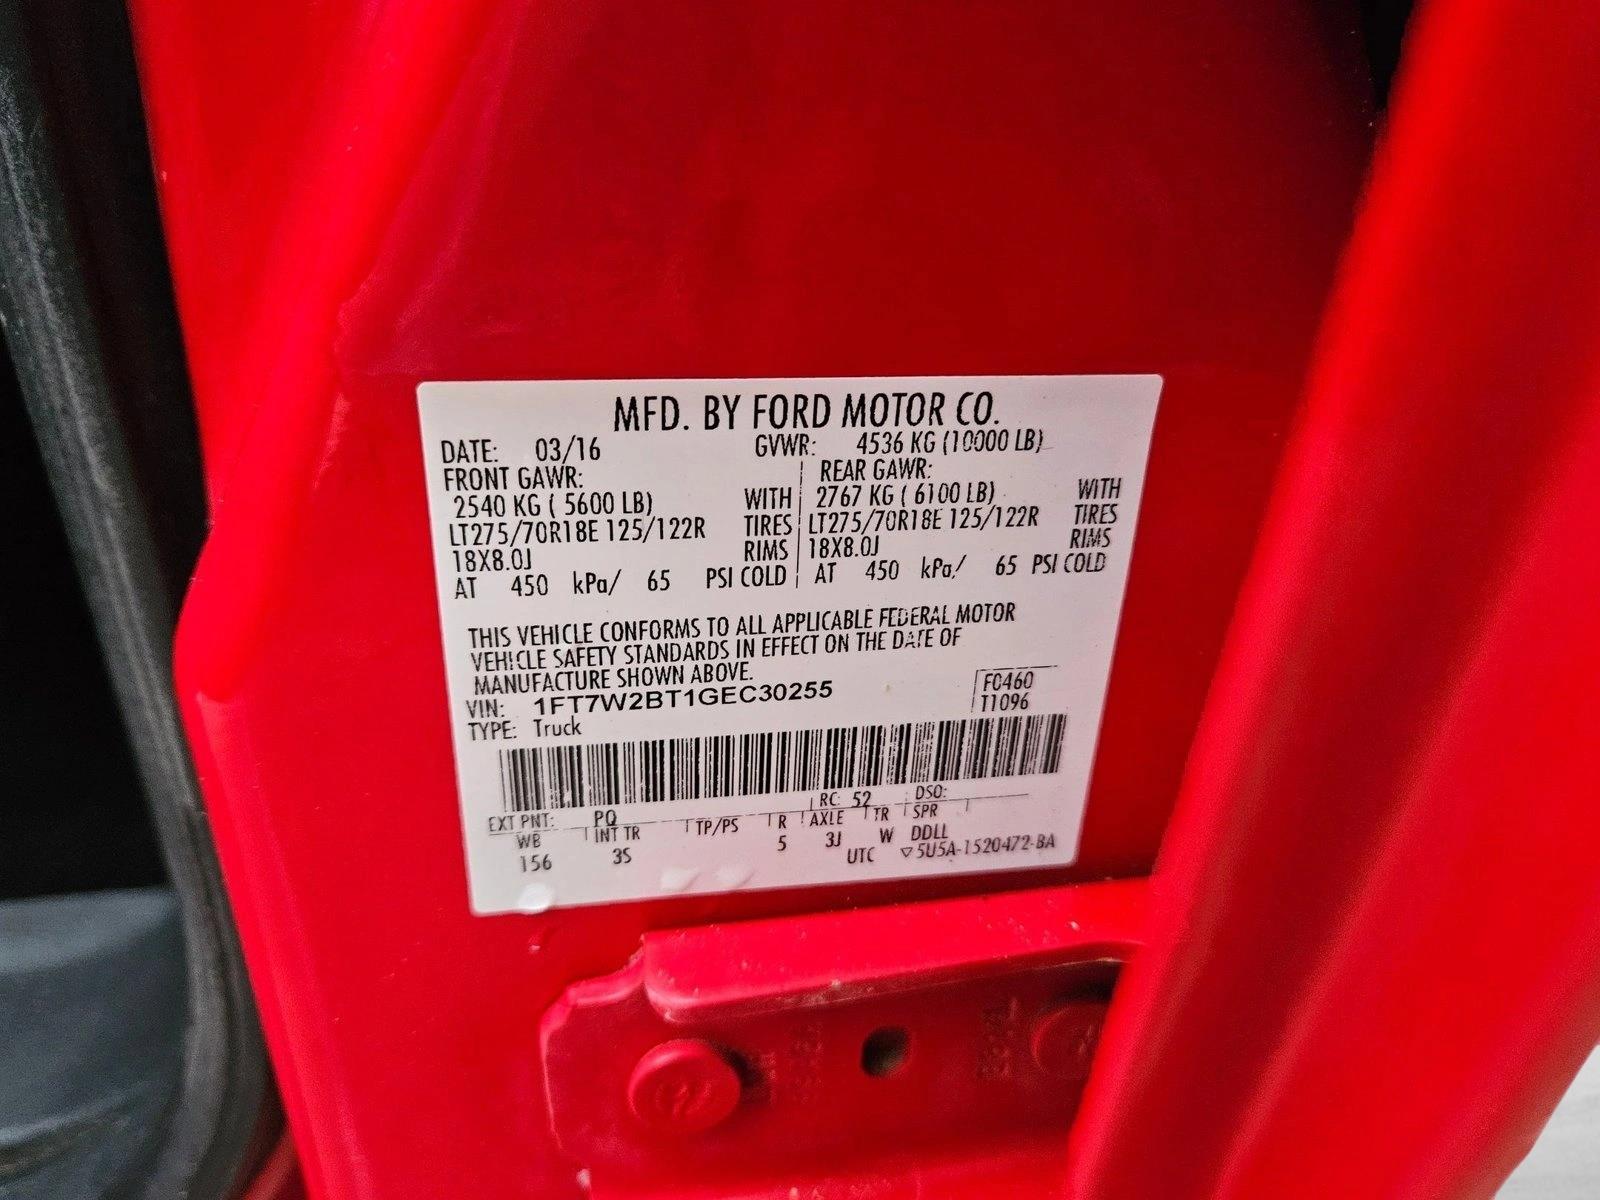 MFD. BY FORD MOTOR CO.
DATE: 03/16 GVWR: 4536 KG (10000 LB)
FRONT GAWR: REAR GAWR:
2540 KG ( 5600 LB) WITH 2767 KG ( 6100 LB) WITH
LT275/70R18E 125/122R TIRES LT275/70R18E 125/122R TIRES
18X8.0J RIMS 18X8.0J RIMS
AT 450 kPa/ 65 PSI COLD AT 450 kPa/ 65 PSI COLD
THIS VEHICLE CONFORMS TO ALL APPLICABLE FEDERAL MOTOR
VEHICLE SAFETY STANDARDS IN EFFECT ON THE DATE OF
MANUFACTURE SHOWN ABOVE.
VIN: 1FT7W2BT1GEC30255 F0460
TYPE: Truck T1096
EXT PNT: PQ RC: 52 DSO:
WB INT TR TP/PS R AXLE TR SPR
156 3S 5 3J W DDLL
UTC ▽5U5A-1520472-BA